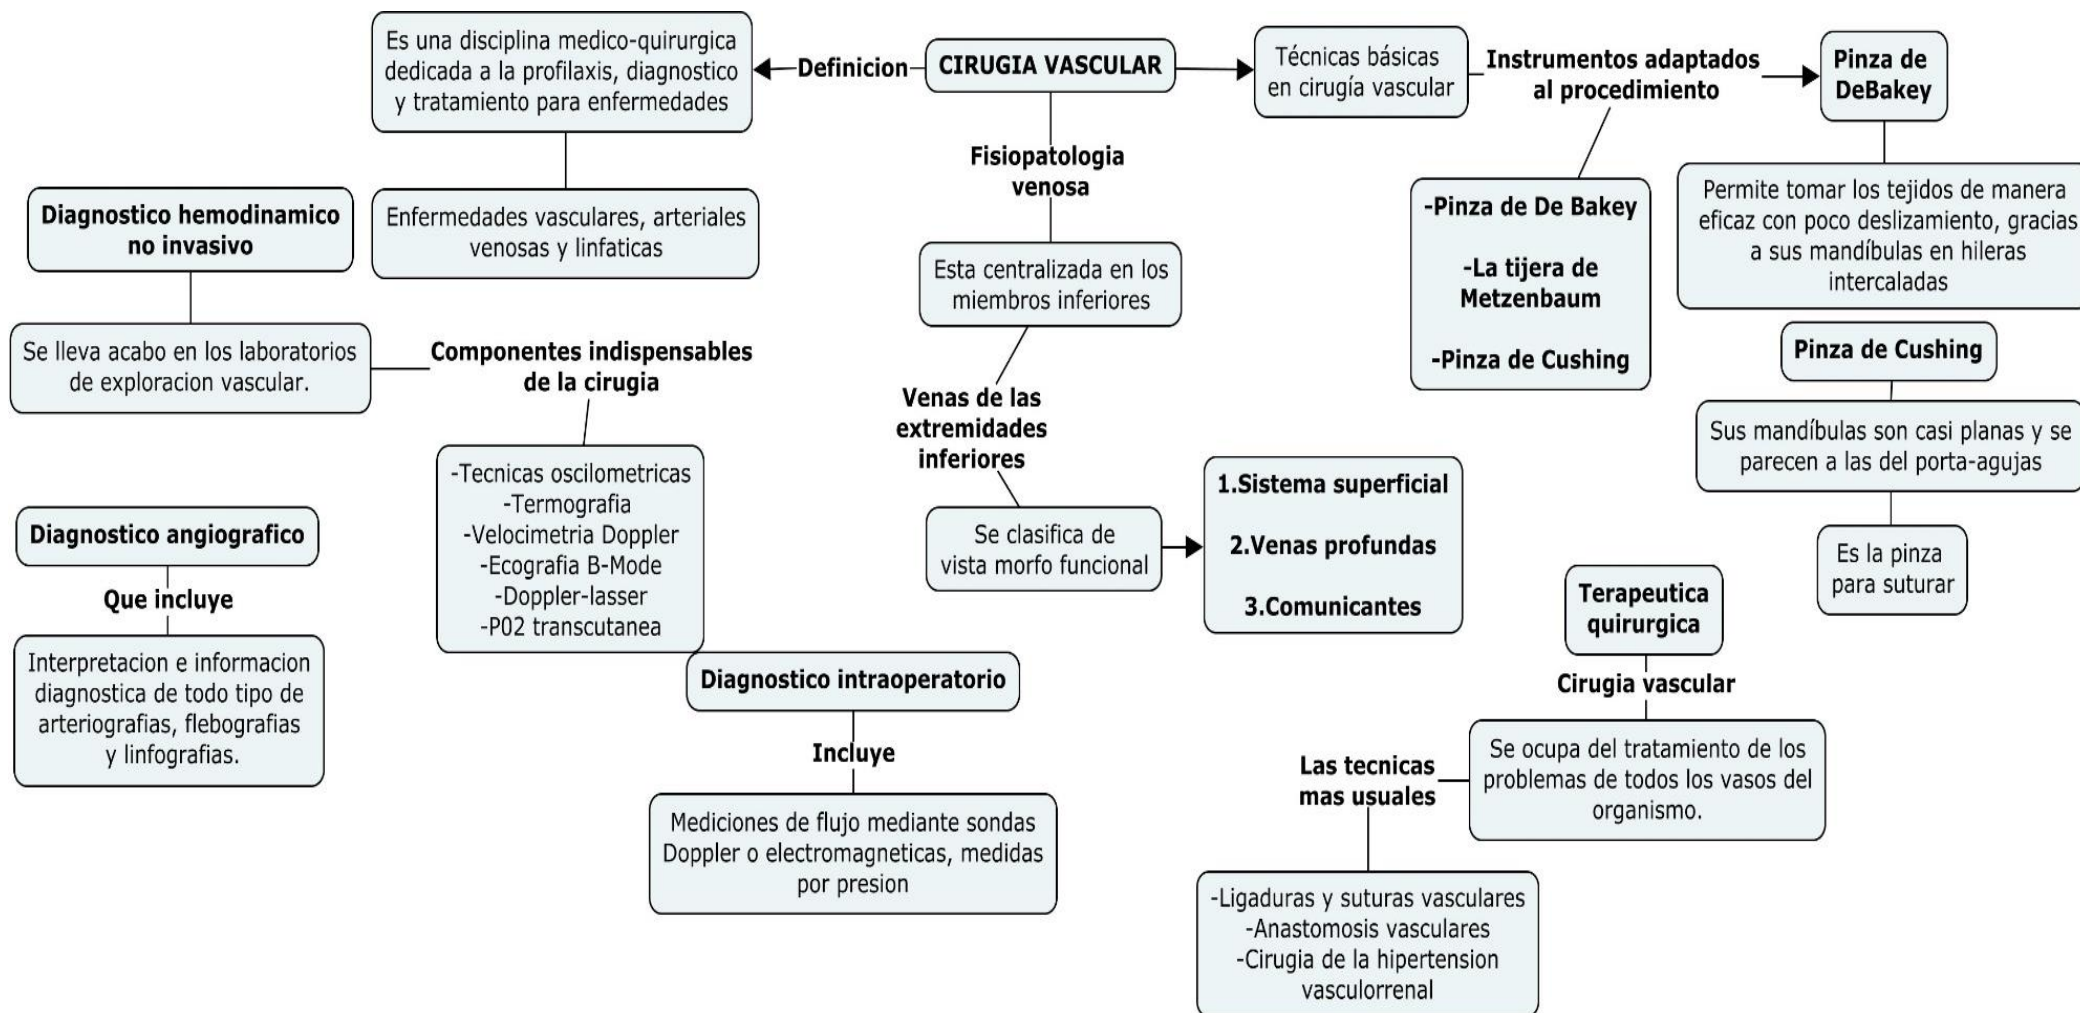 Es una disciplina medico-quirurgica
dedicada a la profilaxis, diagnostico
y tratamiento para enfermedades
Definicion
CIRUGIA VASCULAR
Técnicas básicas
en cirugía vascular
Instrumentos adaptados
al procedimiento
Pinza de
DeBakey
Fisiopatologia
venosa
Diagnostico hemodinamico
no invasivo
Enfermedades vasculares, arteriales
venosas y linfaticas
-Pinza de De Bakey
-La tijera de
Metzenbaum
-Pinza de Cushing
Permite tomar los tejidos de manera
eficaz con poco deslizamiento, gracias
a sus mandíbulas en hileras
intercaladas
Esta centralizada en los
miembros inferiores
Se lleva acabo en los laboratorios
de exploracion vascular.
Componentes indispensables
de la cirugia
Pinza de Cushing
Venas de las
extremidades
inferiores
Sus mandíbulas son casi planas y se
parecen a las del porta-agujas
-Tecnicas oscilometricas
-Termografia
-Velocimetria Doppler
-Ecografia B-Mode
-Doppler-lasser
-P02 transcutanea
1.Sistema superficial
2.Venas profundas
3.Comunicantes
Diagnostico angiografico
Se clasifica de
vista morfo funcional
Es la pinza
para suturar
Que incluye
Terapeutica
quirurgica
Interpretacion e informacion
diagnostica de todo tipo de
arteriografias, flebografias
y linfografias.
Diagnostico intraoperatorio
Cirugia vascular
Incluye
Las tecnicas
mas usuales
Se ocupa del tratamiento de los
problemas de todos los vasos del
organismo.
Mediciones de flujo mediante sondas
Doppler o electromagneticas, medidas
por presion
-Ligaduras y suturas vasculares
-Anastomosis vasculares
-Cirugia de la hipertension
vasculorrenal